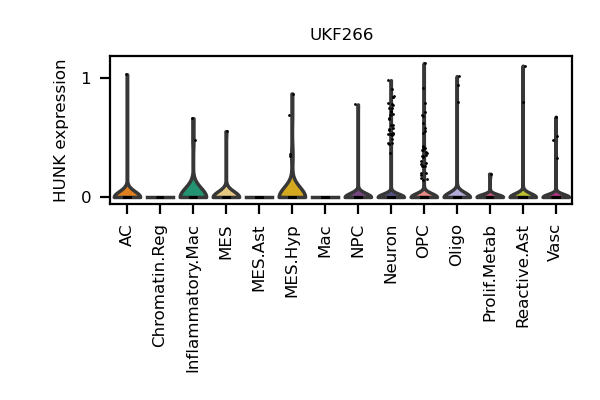 UKF266
HUNK expression
1
0
AC
Chromatin.Reg
Inflammatory.Mac
MES
MES.Ast
MES.Hyp
Mac
NPC
Neuron
OPC
Oligo
Prolif.Metab
Reactive.Ast
Vasc